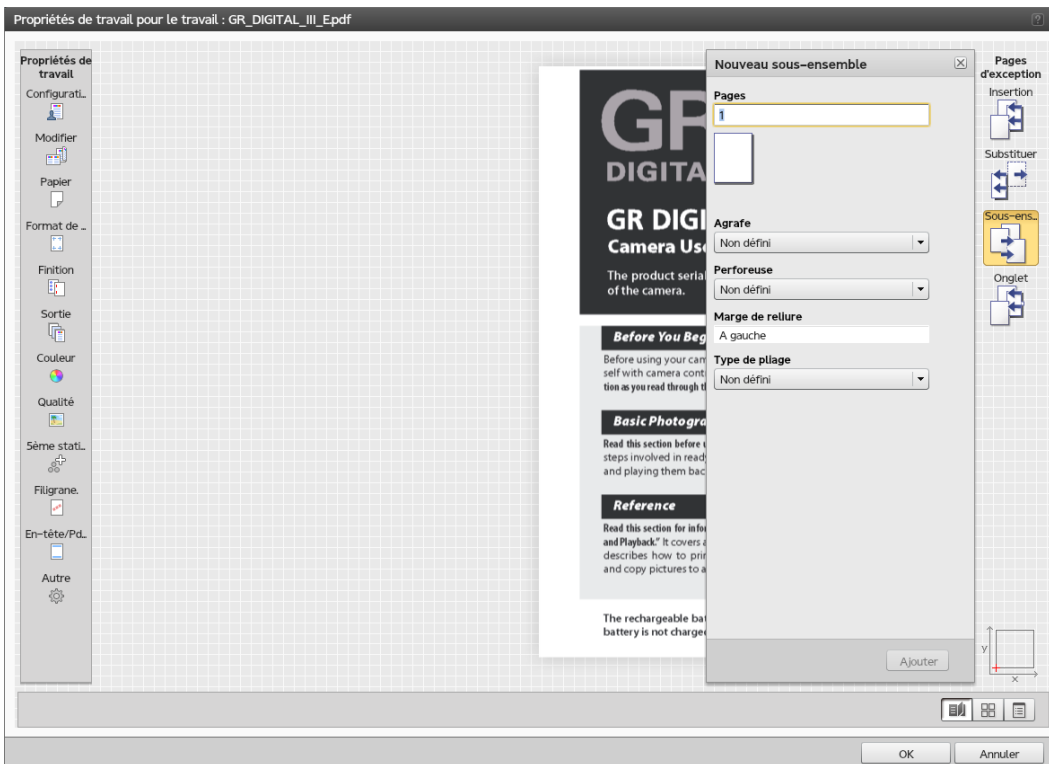 Propriétés de travail pour le travail : GR_DIGITAL_III_E.pdf
?
Propriétés de
travail
Configurati...
Modifier
Papier
Format de ...
Finition
Sortie
Couleur
Qualité
5ème stati...
Filigrane.
En-tête/Pd...
Autre
GR
DIGITA
GR DIGI
Camera Use
The product serial
of the camera.
Before You Beg
Before using your cam
self with camera cont
tion as you read through t
Basic Photogra
Read this section before u
steps involved in ready
and playing them bac
Reference
Read this section for infor
and Playback." It covers a
describes how to prin
and copy pictures to a
The rechargeable bat
battery is not charged
Nouveau sous-ensemble
Pages
1
Agrafe
Non défini
Perforeuse
Non défini
Marge de reliure
A gauche
Type de pliage
Non défini
Ajouter
Pages
d'exception
Insertion
Substituer
Sous-ens...
Onglet
y
x
OK
Annuler